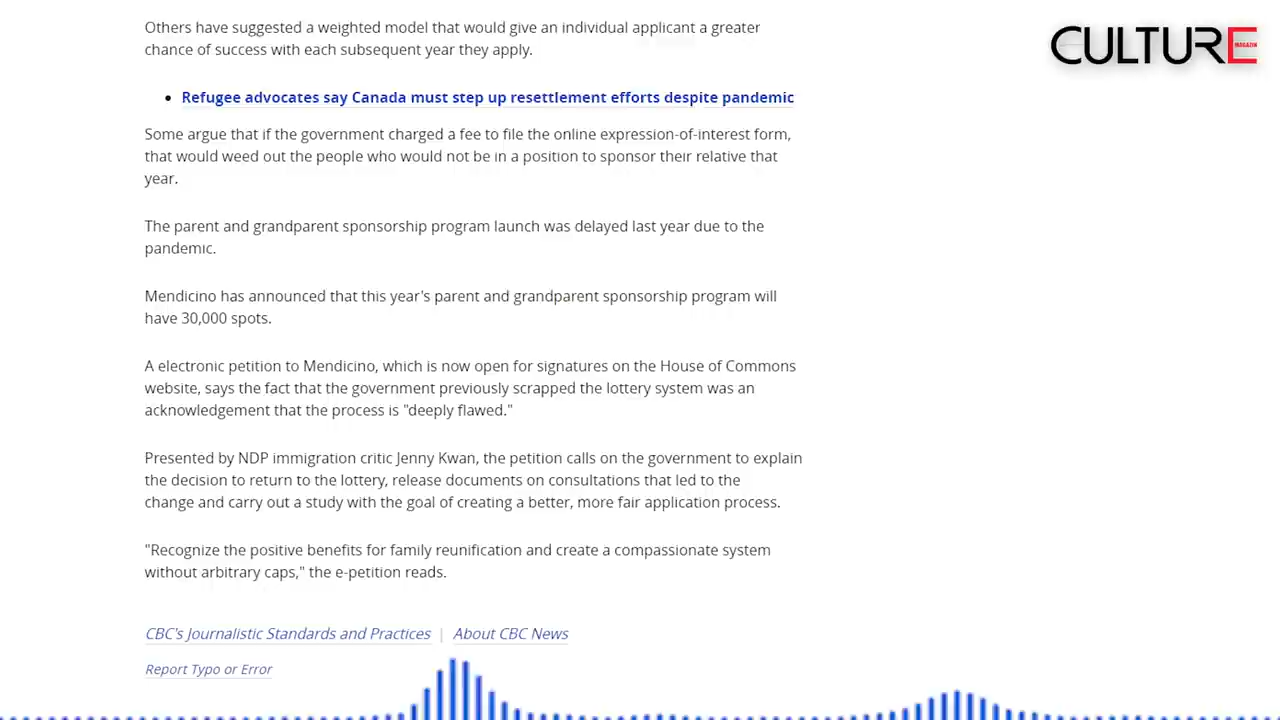 Others have suggested a weighted model that would give an individual applicant a greater
chance of success with each subsequent year they apply.
CULTURE
MAGAZIN
Refugee advocates say Canada must step up resettlement efforts despite pandemic
Some argue that if the government charged a fee to file the online expression-of-interest form,
that would weed out the people who would not be in a position to sponsor their relative that
year.
The parent and grandparent sponsorship program launch was delayed last year due to the
pandemic.
Mendicino has announced that this year's parent and grandparent sponsorship program will
have 30,000 spots.
A electronic petition to Mendicino, which is now open for signatures on the House of Commons
website, says the fact that the government previously scrapped the lottery system was an
acknowledgement that the process is "deeply flawed."
Presented by NDP immigration critic Jenny Kwan, the petition calls on the government to explain
the decision to return to the lottery, release documents on consultations that led to the
change and carry out a study with the goal of creating a better, more fair application process.
"Recognize the positive benefits for family reunification and create a compassionate system
without arbitrary caps," the e-petition reads.
CBC's Journalistic Standards and Practices | About CBC News
Report Typo or Error